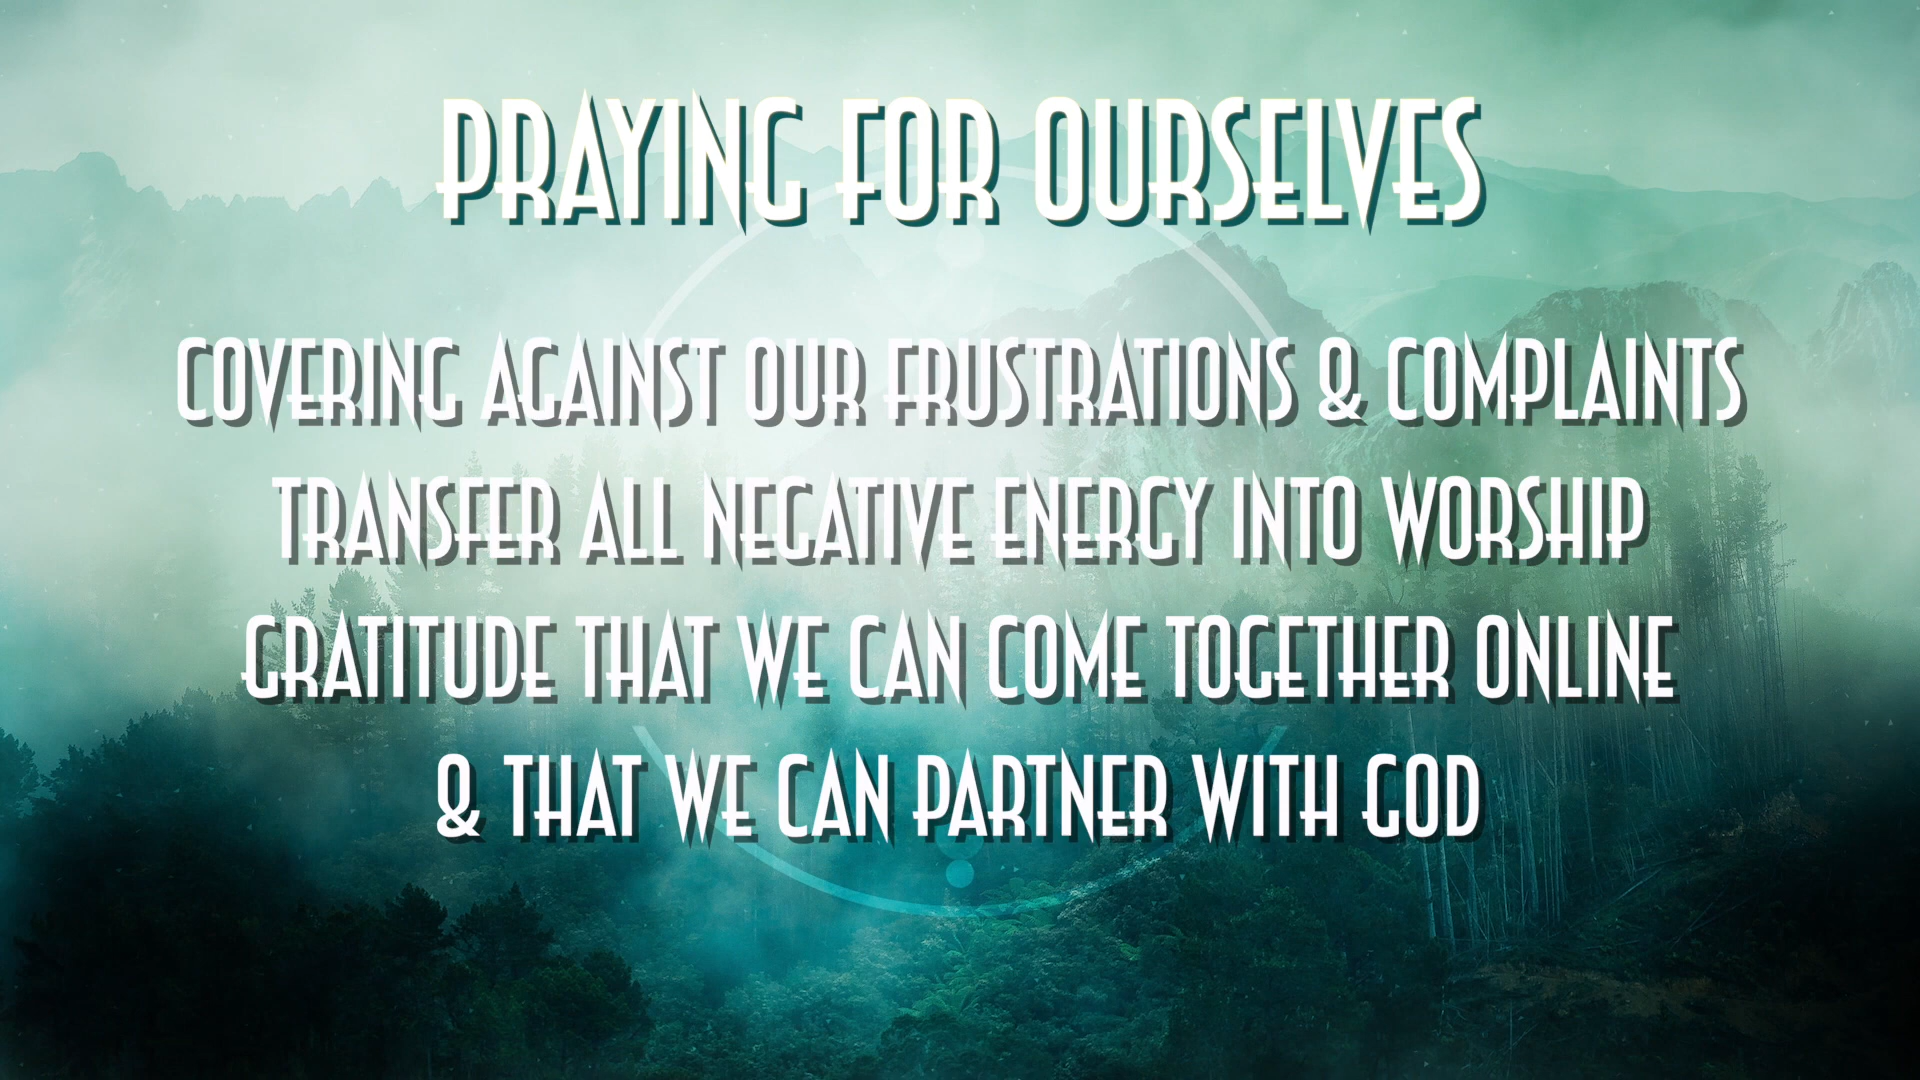 PRAYING FOR OURSELVES
COVERING AGAINST OUR FRUSTRATIONS & COMPLAINTS
TRANSFER ALL NEGATIVE ENERGY INTO WORSHIP
GRATITUDE THAT WE CAN COME TOGETHER ONLINE
& THAT WE CAN PARTNER WITH GOD